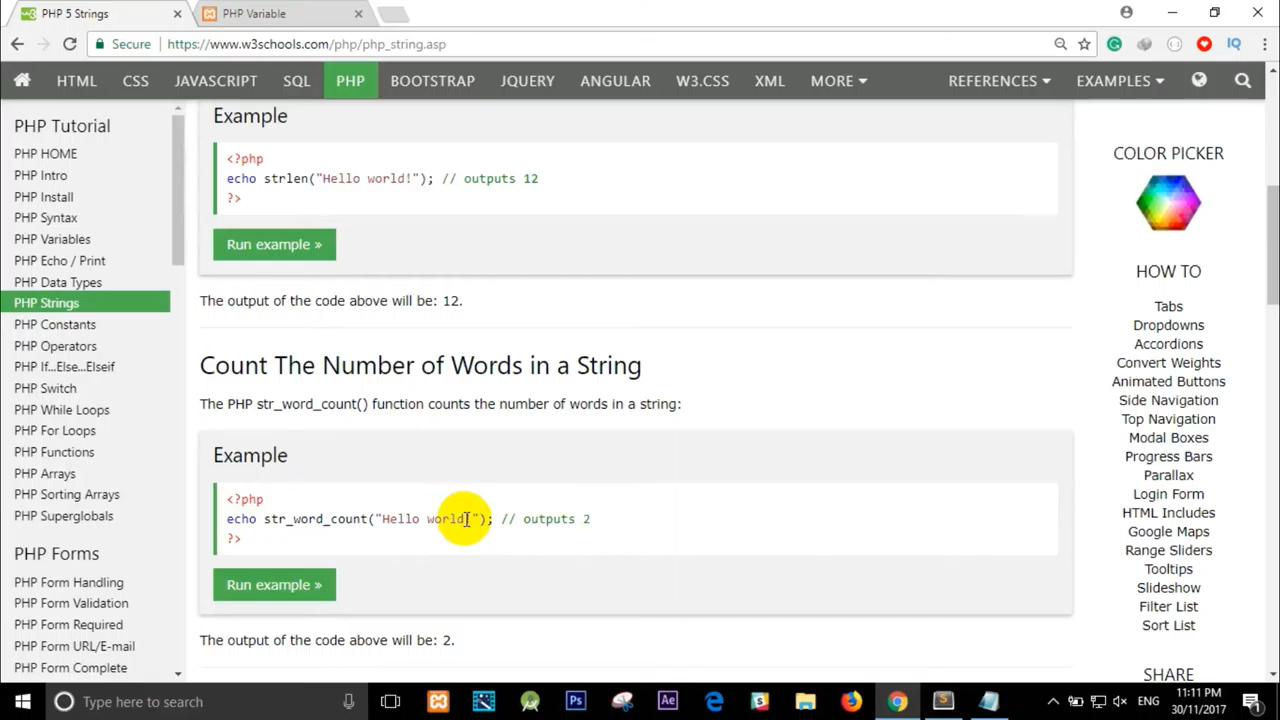 PHP 5 Strings
PHP Variable
Secure
https://www.w3schools.com/php/php_string.asp
IQ
HTML CSS JAVASCRIPT SQL PHP BOOTSTRAP JQUERY ANGULAR W3.CSS XML MORE REFERENCES EXAMPLES
PHP Tutorial
PHP HOME
PHP Intro
PHP Install
PHP Syntax
PHP Variables
PHP Echo / Print
PHP Data Types
PHP Strings
PHP Constants
PHP Operators
PHP If...Else...Elseif
PHP Switch
PHP While Loops
PHP For Loops
PHP Functions
PHP Arrays
PHP Sorting Arrays
PHP Superglobals
PHP Forms
PHP Form Handling
PHP Form Validation
PHP Form Required
PHP Form URL/E-mail
PHP Form Complete
Example
<?php
echo strlen("Hello world!"); // outputs 12
?>
Run example »
The output of the code above will be: 12.
Count The Number of Words in a String
The PHP str_word_count() function counts the number of words in a string:
Example
<?php
echo str_word_count("Hello world!"); // outputs 2
?>
Run example »
The output of the code above will be: 2.
COLOR PICKER
HOW TO
Tabs
Dropdowns
Accordions
Convert Weights
Animated Buttons
Side Navigation
Top Navigation
Modal Boxes
Progress Bars
Parallax
Login Form
HTML Includes
Google Maps
Range Sliders
Tooltips
Slideshow
Filter List
Sort List
SHARE
Type here to search
Ps
Ae
S
ENG
11:11 PM
30/11/2017
1